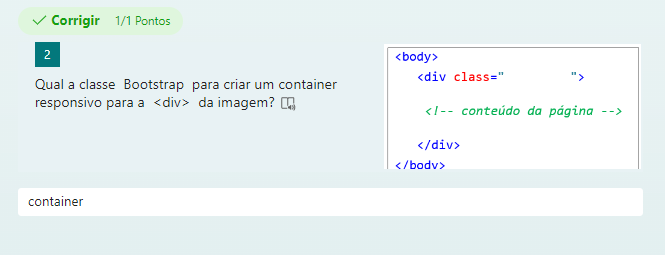 Corrigir 1/1 Pontos
2
Qual a classe Bootstrap para criar um container
responsivo para a <div> da imagem?
<body>
<div class=" ">
<!-- conteúdo da página -->
</div>
</body>
container